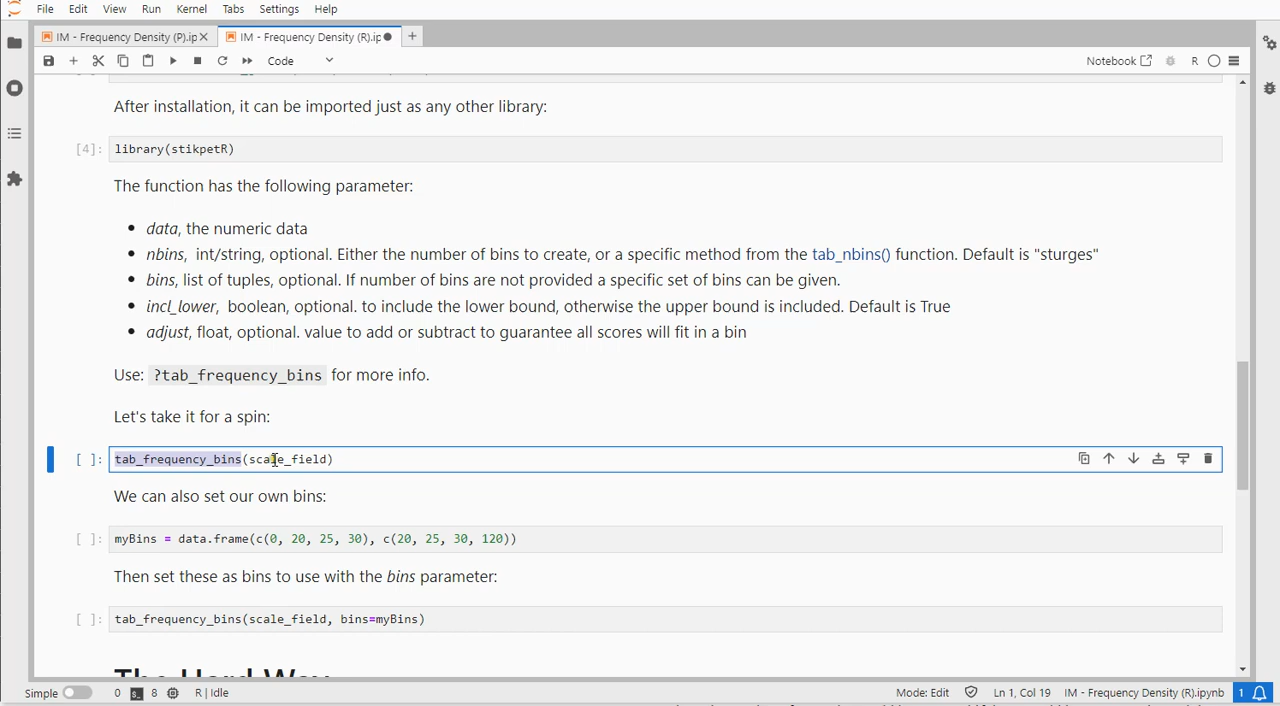 File Edit View Run Kernel Tabs Settings Help
IM - Frequency Density (P).ip
IM - Frequency Density (R).ip
Code
Notebook
R
After installation, it can be imported just as any other library:
[4]: library(stikpetR)
The function has the following parameter:
• data, the numeric data
• nbins, int/string, optional. Either the number of bins to create, or a specific method from the tab_nbins() function. Default is "sturges"
• bins, list of tuples, optional. If number of bins are not provided a specific set of bins can be given.
• incl_lower, boolean, optional. to include the lower bound, otherwise the upper bound is included. Default is True
• adjust, float, optional. value to add or subtract to guarantee all scores will fit in a bin
Use: ?tab_frequency_bins for more info.
Let's take it for a spin:
[ ]: tab_frequency_bins(scale_field)
We can also set our own bins:
[ ]: myBins = data.frame(c(0, 20, 25, 30), c(20, 25, 30, 120))
Then set these as bins to use with the bins parameter:
[ ]: tab_frequency_bins(scale_field, bins=myBins)
The Hard Way
Simple 0 8 R | Idle Mode: Edit Ln 1, Col 19 IM - Frequency Density (R).ipynb 1